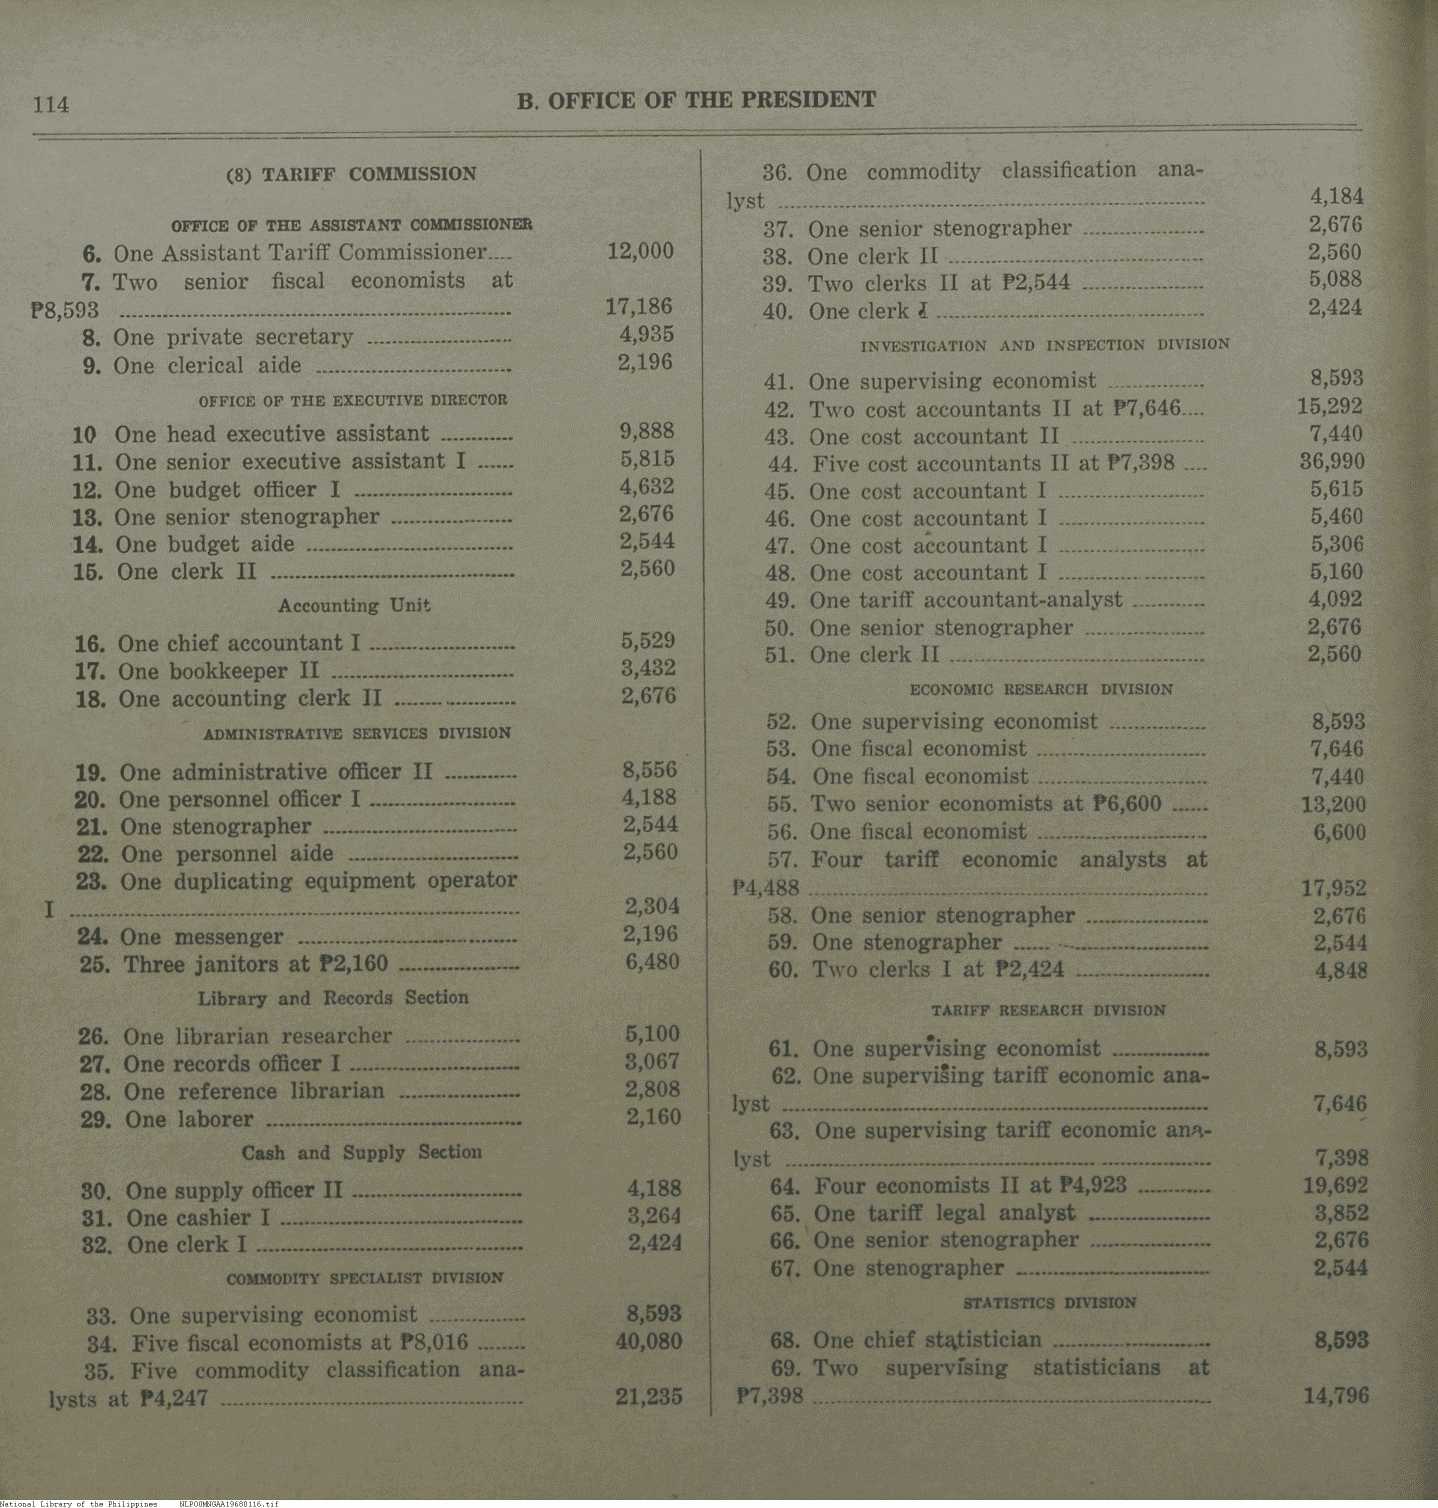 114
B. OFFICE OF THE PRESIDENT
(8) TARIFF COMMISSION
OFFICE OF THE ASSISTANT COMMISSIONER
6. One Assistant Tariff Commissioner.... 12,000
7. Two senior fiscal economists at
₱8,593 ........ 17,186
8. One private secretary ........ 4,935
9. One clerical aide ........ 2,196
OFFICE OF THE EXECUTIVE DIRECTOR
10 One head executive assistant ........ 9,888
11. One senior executive assistant I ...... 5,815
12. One budget officer I ........ 4,632
13. One senior stenographer ........ 2,676
14. One budget aide ........ 2,544
15. One clerk II ........ 2,560
Accounting Unit
16. One chief accountant I ........ 5,529
17. One bookkeeper II ........ 3,432
18. One accounting clerk II ........ 2,676
ADMINISTRATIVE SERVICES DIVISION
19. One administrative officer II ........ 8,556
20. One personnel officer I ........ 4,188
21. One stenographer ........ 2,544
22. One personnel aide ........ 2,560
23. One duplicating equipment operator
I ........ 2,304
24. One messenger ........ 2,196
25. Three janitors at ₱2,160 ........ 6,480
Library and Records Section
26. One librarian researcher ........ 5,100
27. One records officer I ........ 3,067
28. One reference librarian ........ 2,808
29. One laborer ........ 2,160
Cash and Supply Section
30. One supply officer II ........ 4,188
31. One cashier I ........ 3,264
32. One clerk I ........ 2,424
COMMODITY SPECIALIST DIVISION
33. One supervising economist ........ 8,593
34. Five fiscal economists at ₱8,016 ........ 40,080
35. Five commodity classification ana-
lysts at ₱4,247 ........ 21,235
36. One commodity classification ana-
lyst ........ 4,184
37. One senior stenographer ........ 2,676
38. One clerk II ........ 2,560
39. Two clerks II at ₱2,544 ........ 5,088
40. One clerk I ........ 2,424
INVESTIGATION AND INSPECTION DIVISION
41. One supervising economist ........ 8,593
42. Two cost accountants II at ₱7,646.... 15,292
43. One cost accountant II ........ 7,440
44. Five cost accountants II at ₱7,398 .... 36,990
45. One cost accountant I ........ 5,615
46. One cost accountant I ........ 5,460
47. One cost accountant I ........ 5,306
48. One cost accountant I ........ 5,160
49. One tariff accountant-analyst ........ 4,092
50. One senior stenographer ........ 2,676
51. One clerk II ........ 2,560
ECONOMIC RESEARCH DIVISION
52. One supervising economist ........ 8,593
53. One fiscal economist ........ 7,646
54. One fiscal economist ........ 7,440
55. Two senior economists at ₱6,600 ...... 13,200
56. One fiscal economist ........ 6,600
57. Four tariff economic analysts at
₱4,488 ........ 17,952
58. One senior stenographer ........ 2,676
59. One stenographer ........ 2,544
60. Two clerks I at ₱2,424 ........ 4,848
TARIFF RESEARCH DIVISION
61. One supervising economist ........ 8,593
62. One supervising tariff economic ana-
lyst ........ 7,646
63. One supervising tariff economic ana-
lyst ........ 7,398
64. Four economists II at ₱4,923 ........ 19,692
65. One tariff legal analyst ........ 3,852
66. One senior stenographer ........ 2,676
67. One stenographer ........ 2,544
STATISTICS DIVISION
68. One chief statistician ........ 8,593
69. Two supervising statisticians at
₱7,398 ........ 14,796
National Library of the Philippines NLPOOMNGAA19680116.tif